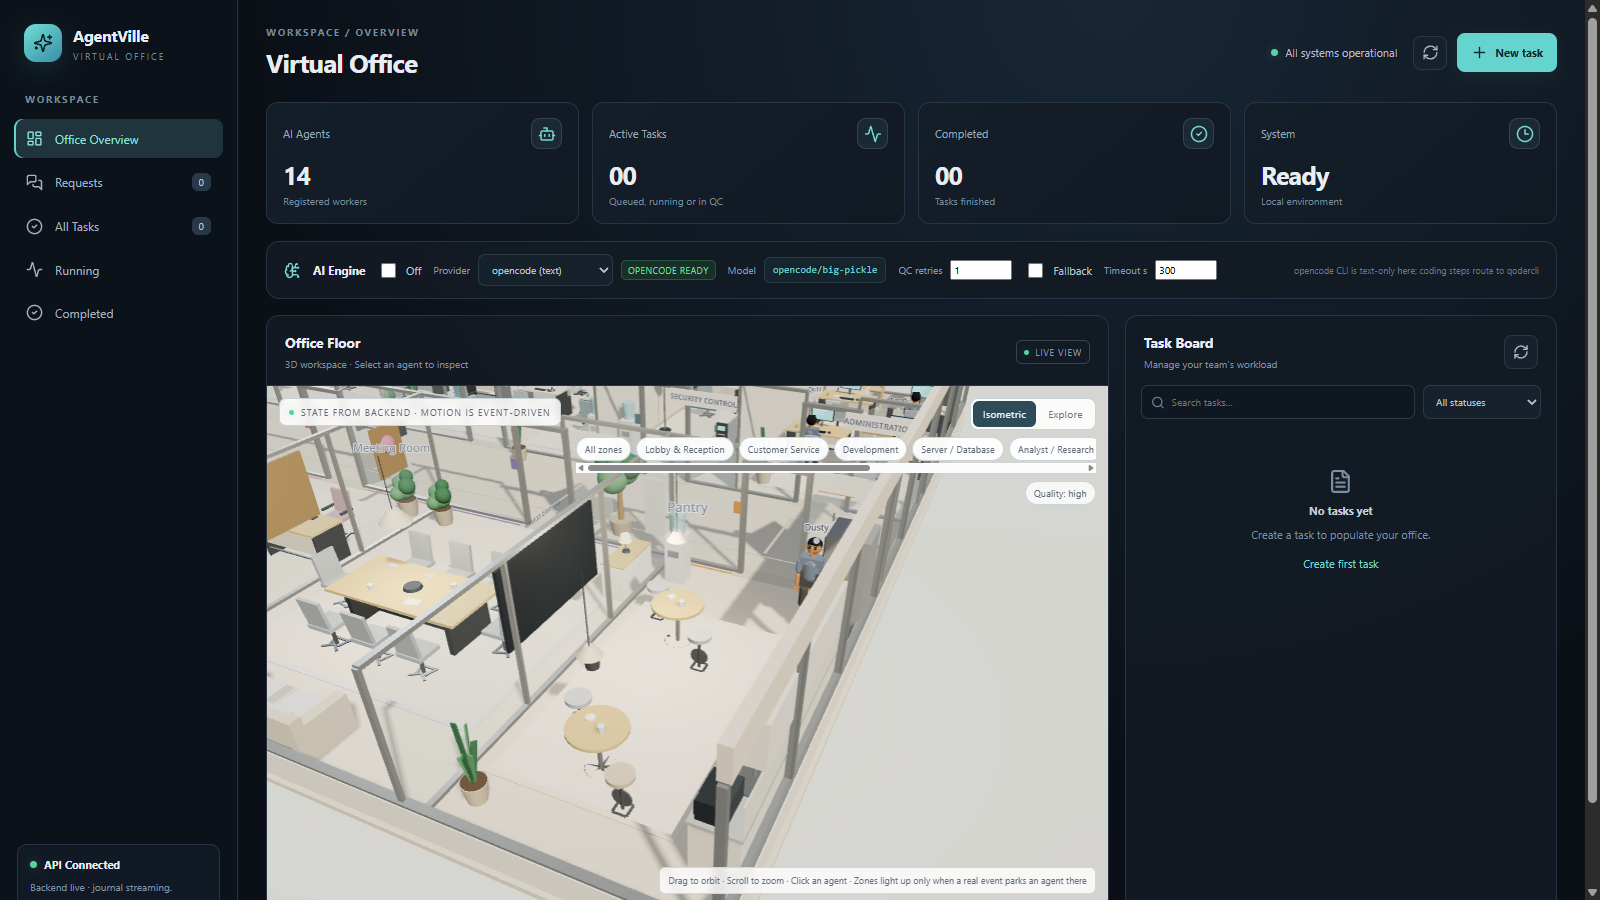 AgentVille
VIRTUAL OFFICE
WORKSPACE
Office Overview
Requests 0
All Tasks 0
Running
Completed
API Connected
Backend live · journal streaming.
WORKSPACE / OVERVIEW
Virtual Office
All systems operational
New task
AI Agents
14
Registered workers
Active Tasks
00
Queued, running or in QC
Completed
00
Tasks finished
System
Ready
Local environment
AI Engine Off Provider opencode (text) OPENCODE READY Model opencode/big-pickle QC retries 1 Fallback Timeout s 300 opencode CLI is text-only here; coding steps route to qodercli
Office Floor
3D workspace · Select an agent to inspect
LIVE VIEW
STATE FROM BACKEND · MOTION IS EVENT-DRIVEN
Isometric Explore
All zones Lobby & Reception Customer Service Development Server / Database Analyst / Research
Quality: high
SECURITY CONTROL
ADMINISTRATIO
Meeting Room
Pantry
Dusty
Drag to orbit · Scroll to zoom · Click an agent · Zones light up only when a real event parks an agent there
Task Board
Manage your team's workload
Search tasks...
All statuses
No tasks yet
Create a task to populate your office.
Create first task